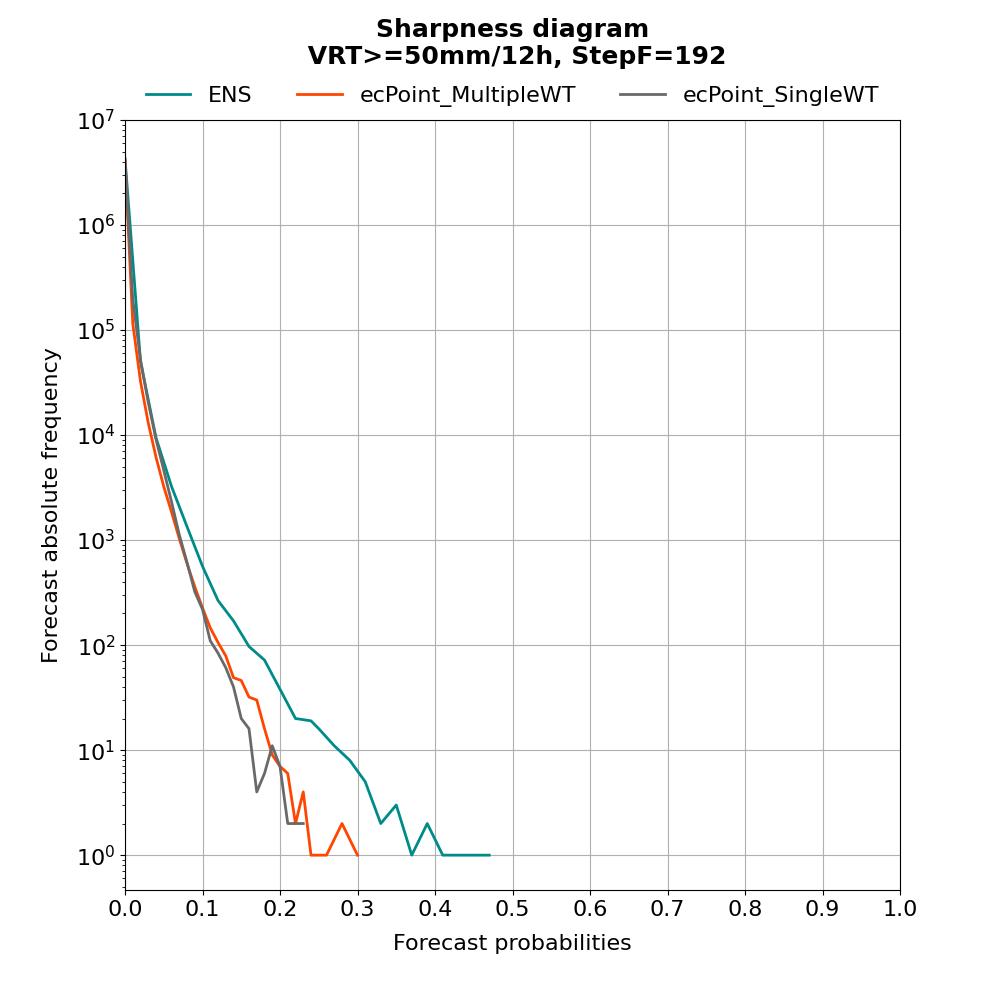 Sharpness diagram
VRT>=50mm/12h, StepF=192
ENS ecPoint_MultipleWT ecPoint_SingleWT
10⁷
10⁶
10⁵
10⁴
10³
10²
10¹
10⁰
Forecast absolute frequency
0.0 0.1 0.2 0.3 0.4 0.5 0.6 0.7 0.8 0.9 1.0
Forecast probabilities